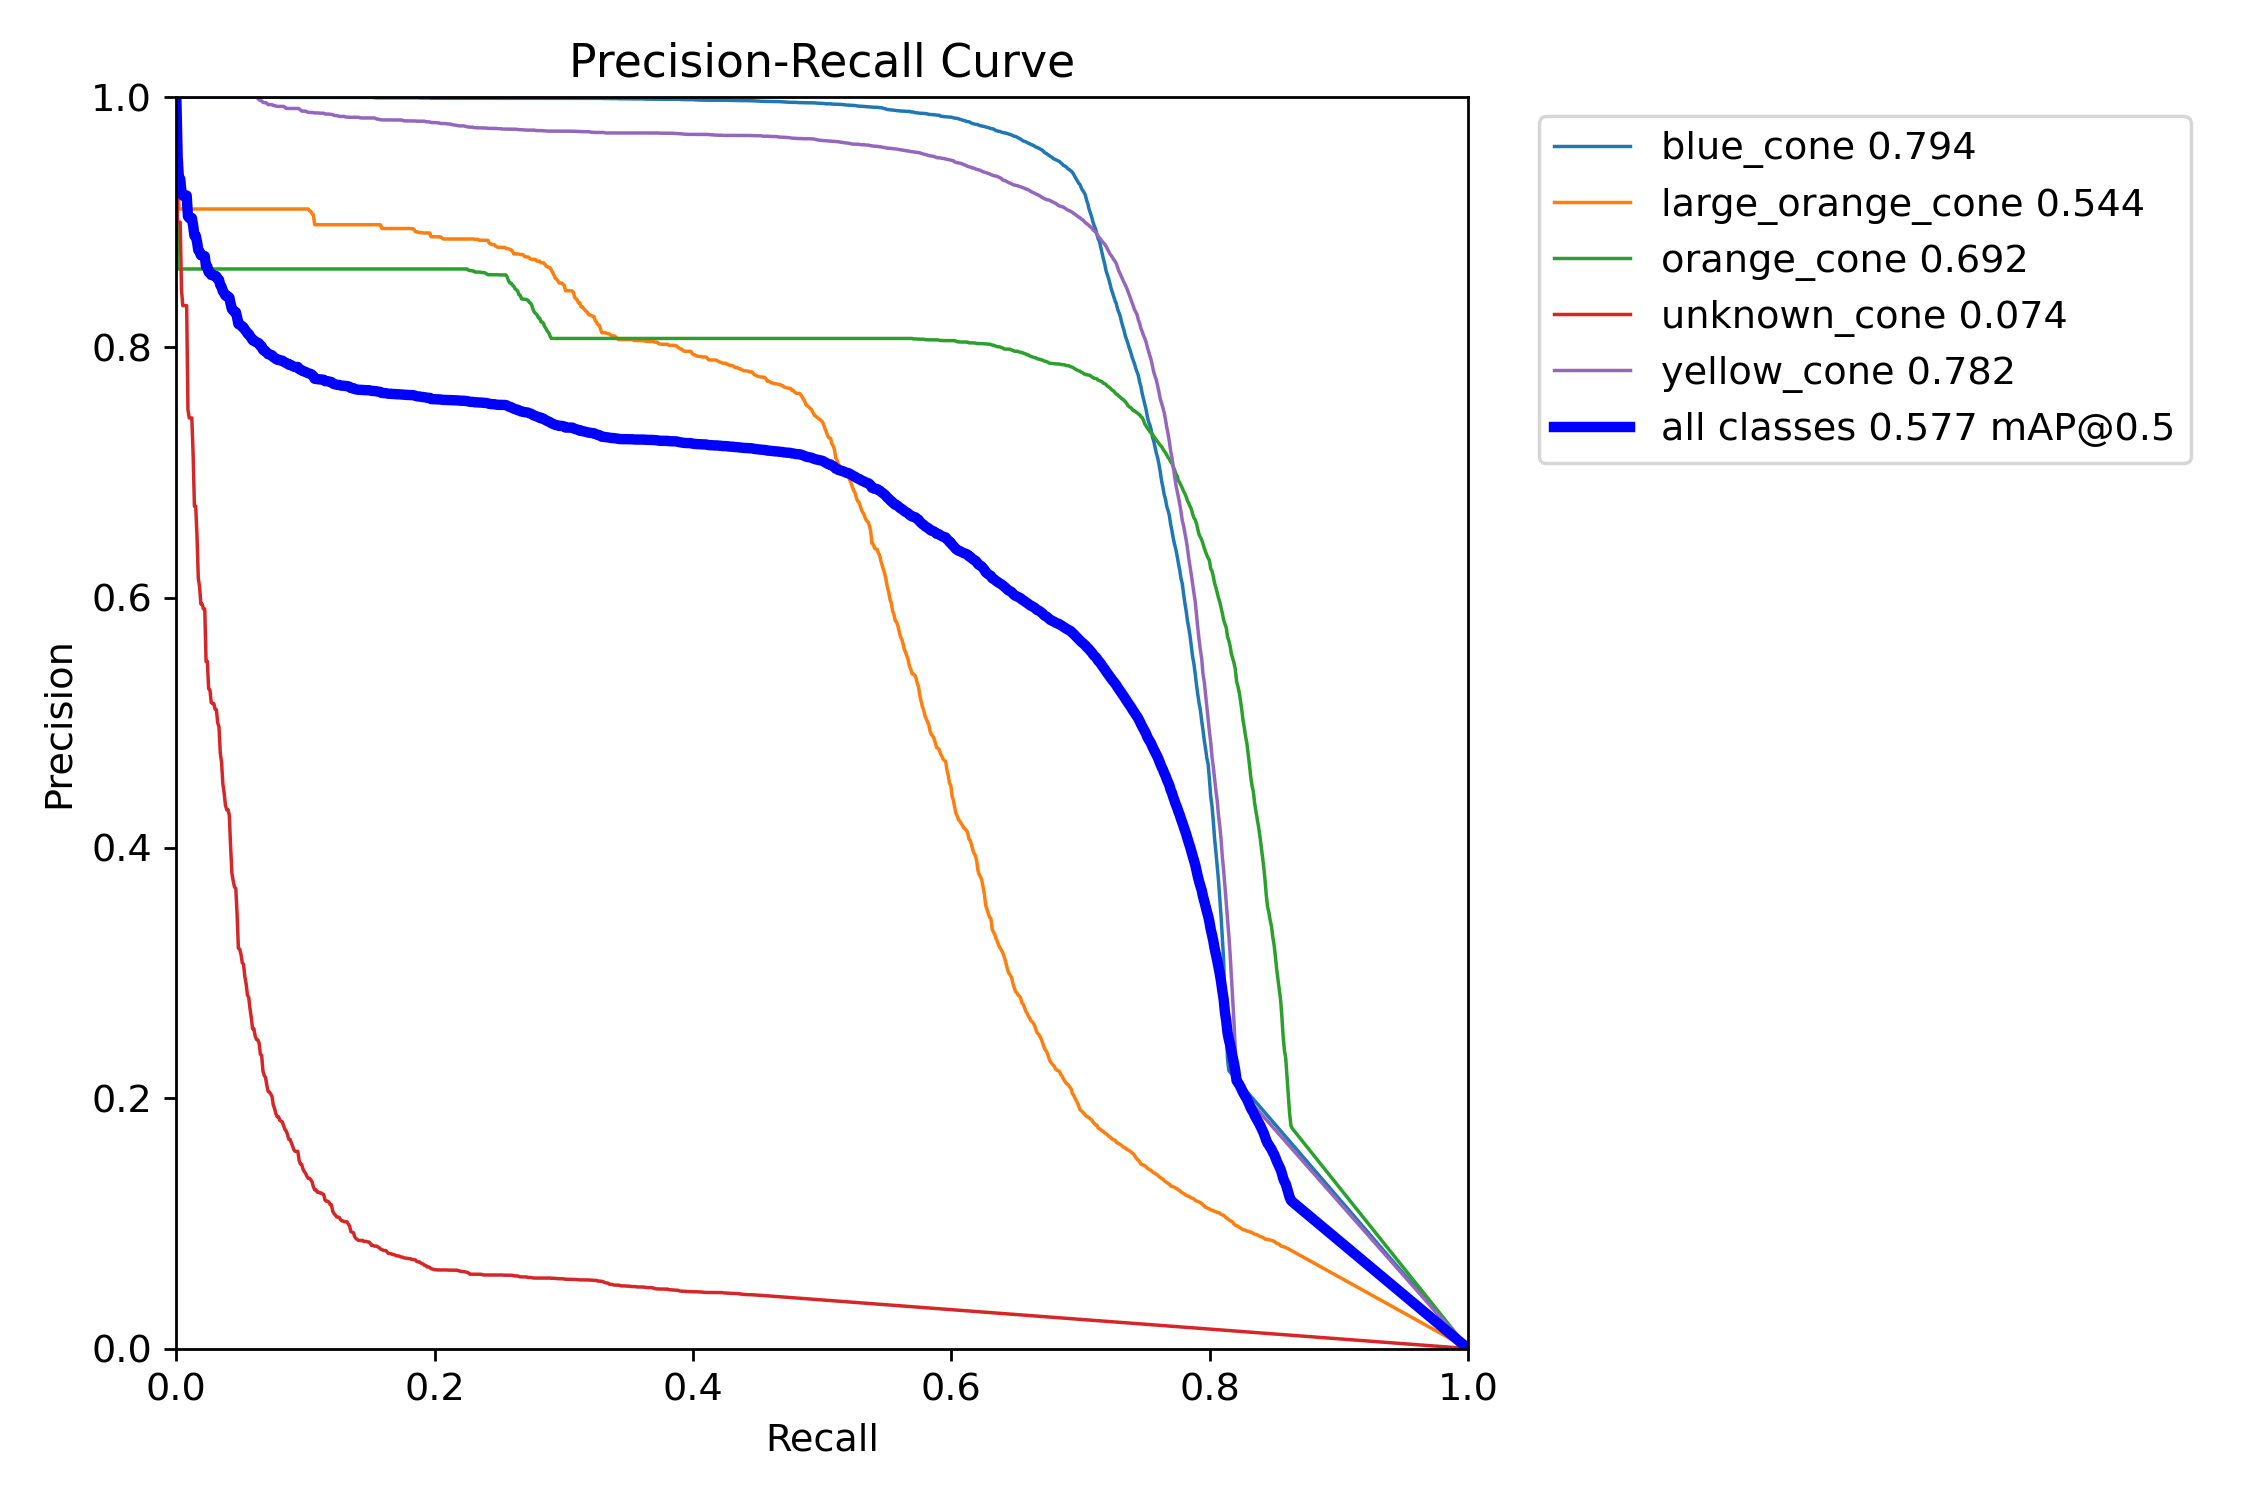 Precision-Recall Curve
1.0
0.8
0.6
0.4
0.2
0.0
Precision
0.0 0.2 0.4 0.6 0.8 1.0
Recall
blue_cone 0.794
large_orange_cone 0.544
orange_cone 0.692
unknown_cone 0.074
yellow_cone 0.782
all classes 0.577 mAP@0.5